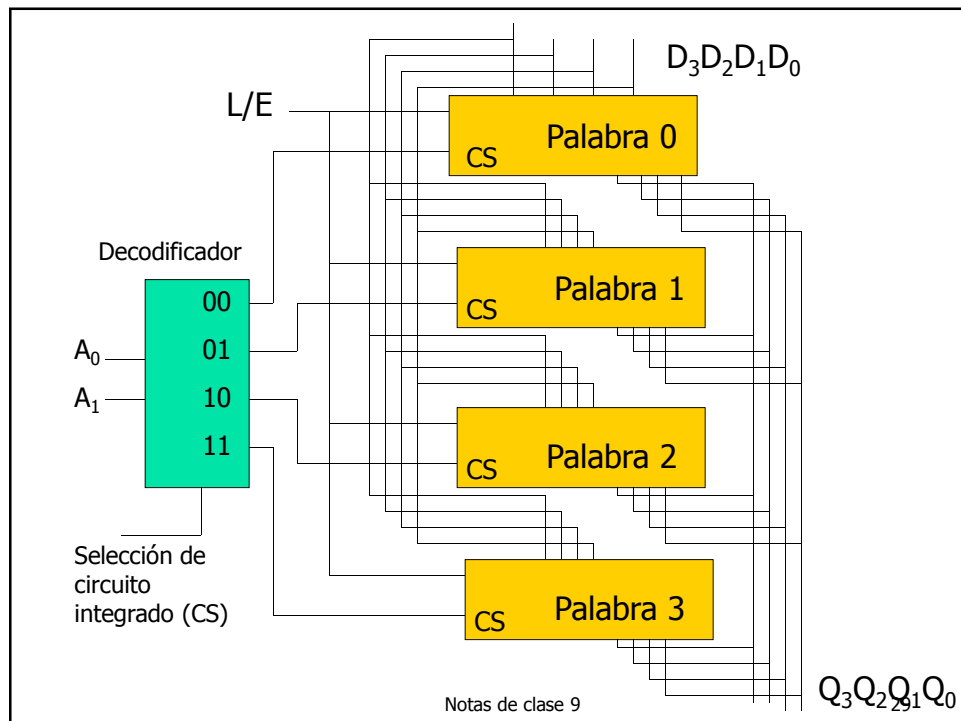 D₃D₂D₁D₀
L/E
Palabra 0
CS
Decodificador
00
Palabra 1
CS
A₀
01
A₁
10
Palabra 2
CS
11
Selección de
circuito
integrado (CS)
Palabra 3
CS
Q₃Q₂Q₁Q₀
Notas de clase 9
29